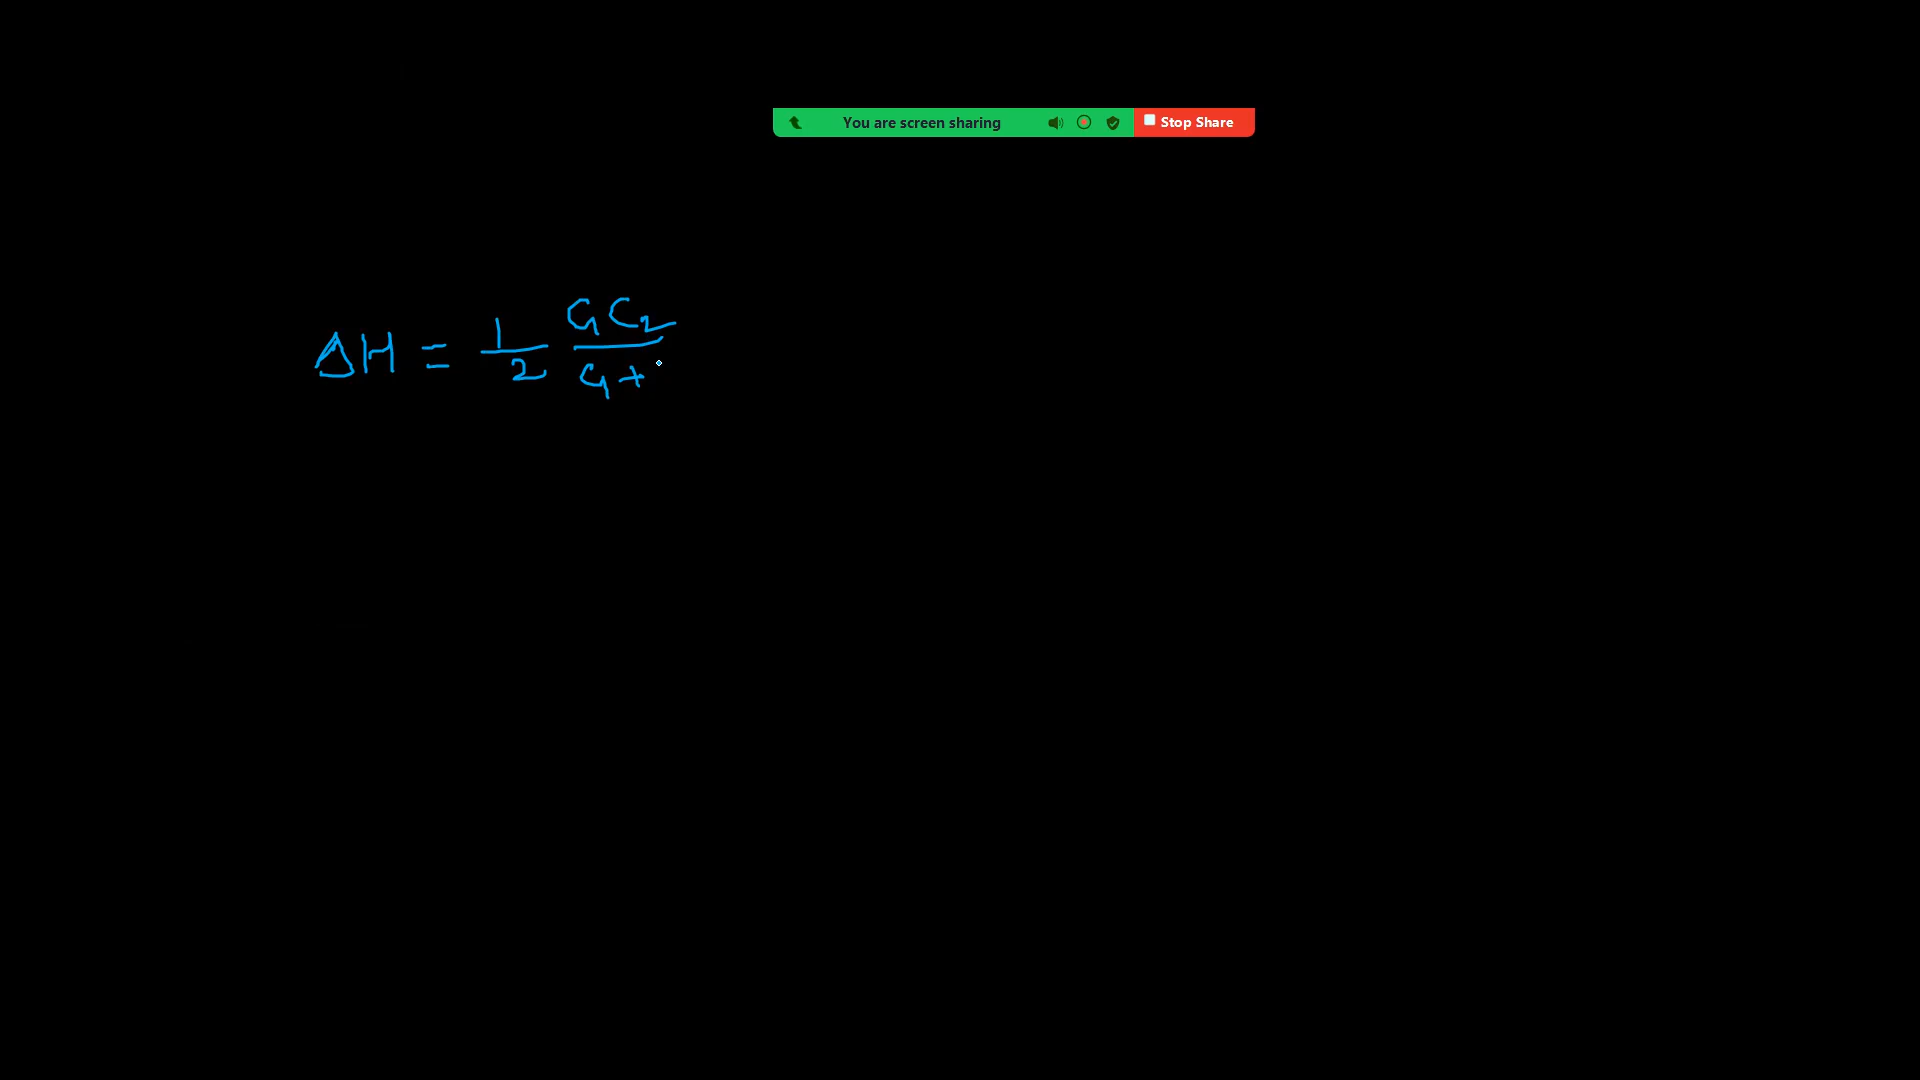 You are screen sharing Stop Share
ΔH = 1/2 C₁C₂/C₁+